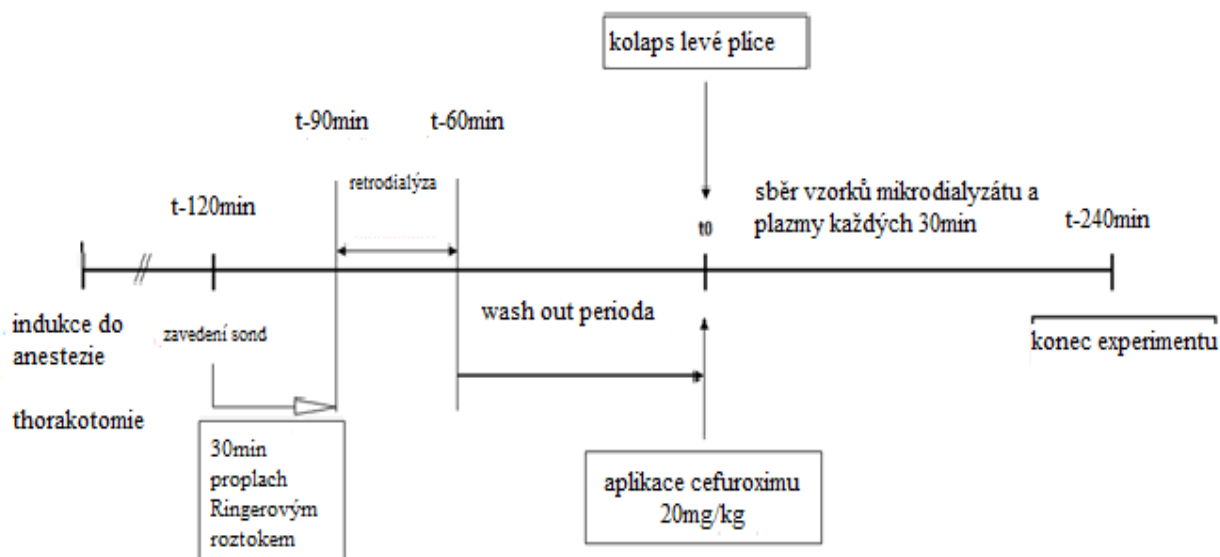 kolaps levé plíce
t-90min
t-60min
retrodialýza
t-120min
t0
sběr vzorků mikrodialyzátu a
plazmy každých 30min
t-240min
indukce do
anestezie
thorakotomie
zavedení sond
wash out perioda
konec experimentu
30min
proplach
Ringerovým
roztokem
aplikace cefuroximu
20mg/kg